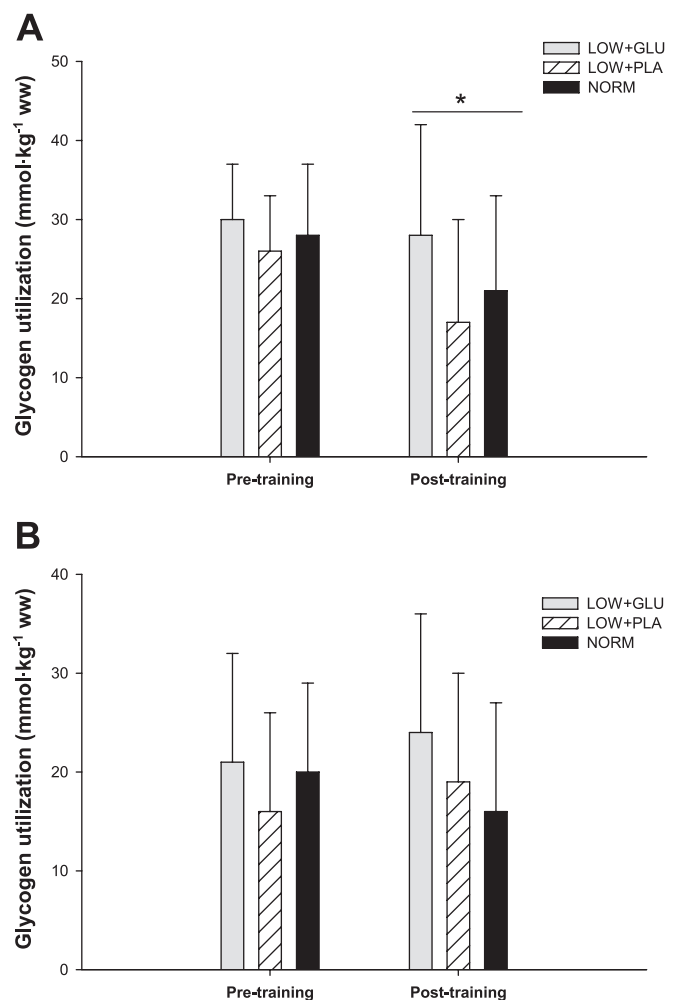 A
LOW+GLU
LOW+PLA
NORM
Glycogen utilization (mmol·kg⁻¹ ww)
50
40
30
20
10
0
*
Pre-training Post-training
B
LOW+GLU
LOW+PLA
NORM
Glycogen utilization (mmol·kg⁻¹ ww)
40
30
20
10
0
Pre-training Post-training